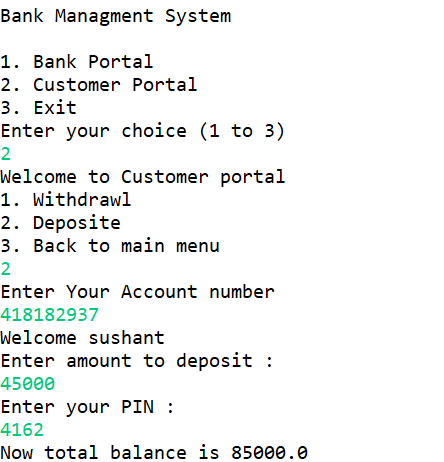 Bank Managment System
1. Bank Portal
2. Customer Portal
3. Exit
Enter your choice (1 to 3)
2
Welcome to Customer portal
1. Withdrawl
2. Deposite
3. Back to main menu
2
Enter Your Account number
418182937
Welcome sushant
Enter amount to deposit :
45000
Enter your PIN :
4162
Now total balance is 85000.0